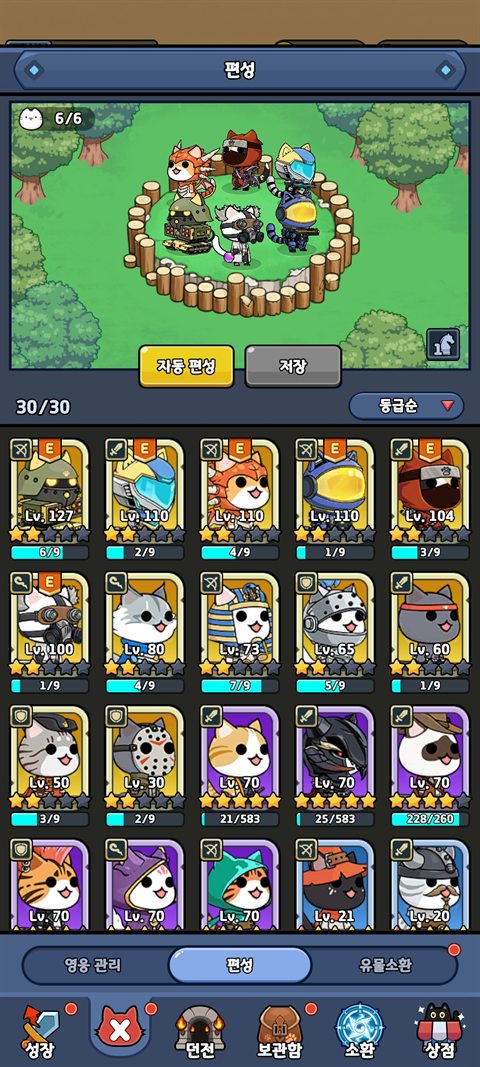 편성
6/6
1
자동 편성
저장
30/30
등급순
E E E E E
Lv. 127 Lv. 110 Lv. 110 Lv. 110 Lv. 104
6/9 2/9 4/9 1/9 3/9
E
Lv. 100 Lv. 80 Lv. 73 Lv. 65 Lv. 60
1/9 4/9 7/9 5/9 1/9
Lv. 50 Lv. 30 Lv. 70 Lv. 70 Lv. 70
3/9 2/9 21/583 25/583 228/260
Lv. 70 Lv. 70 Lv. 70 Lv. 21 Lv. 20
영웅 관리 편성 유물소환
성장 던전 보관함 소환 상점